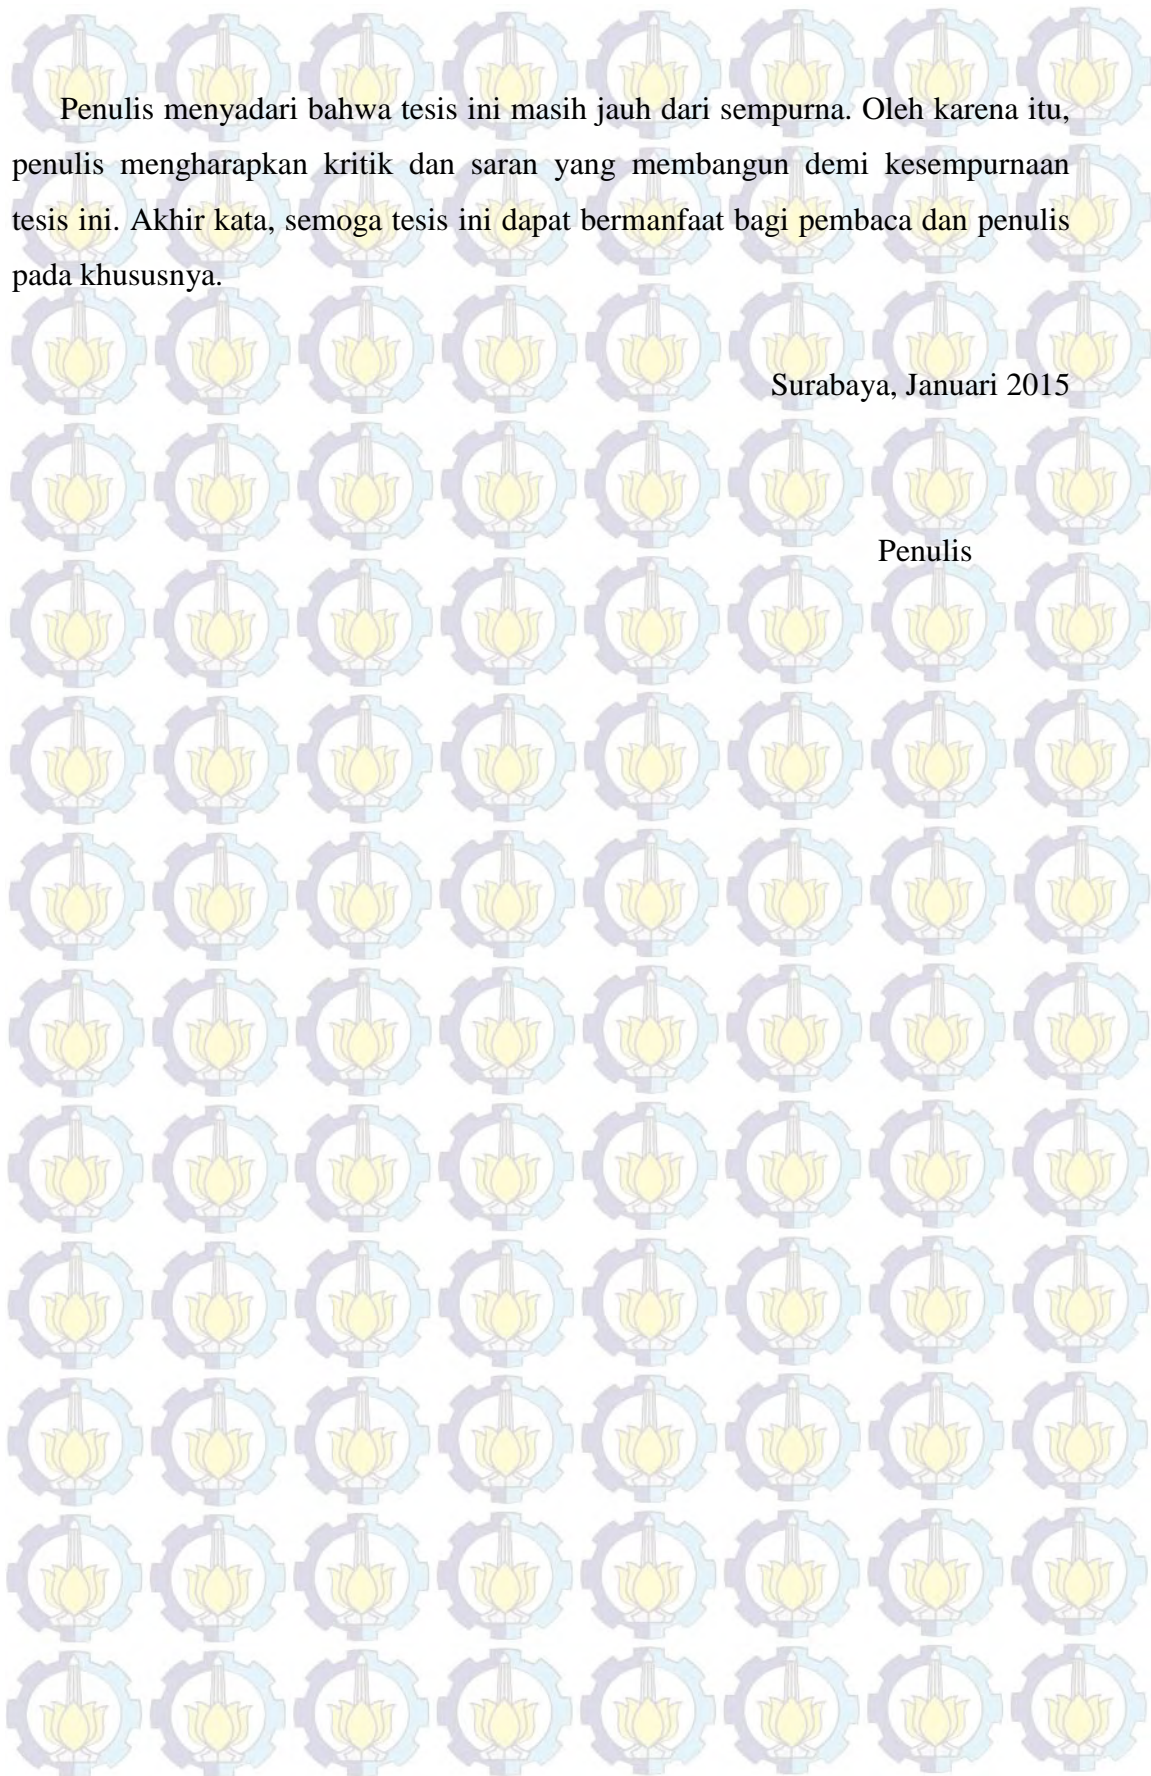 Penulis menyadari bahwa tesis ini masih jauh dari sempurna. Oleh karena itu,
penulis mengharapkan kritik dan saran yang membangun demi kesempurnaan
tesis ini. Akhir kata, semoga tesis ini dapat bermanfaat bagi pembaca dan penulis
pada khususnya.
Surabaya, Januari 2015
Penulis